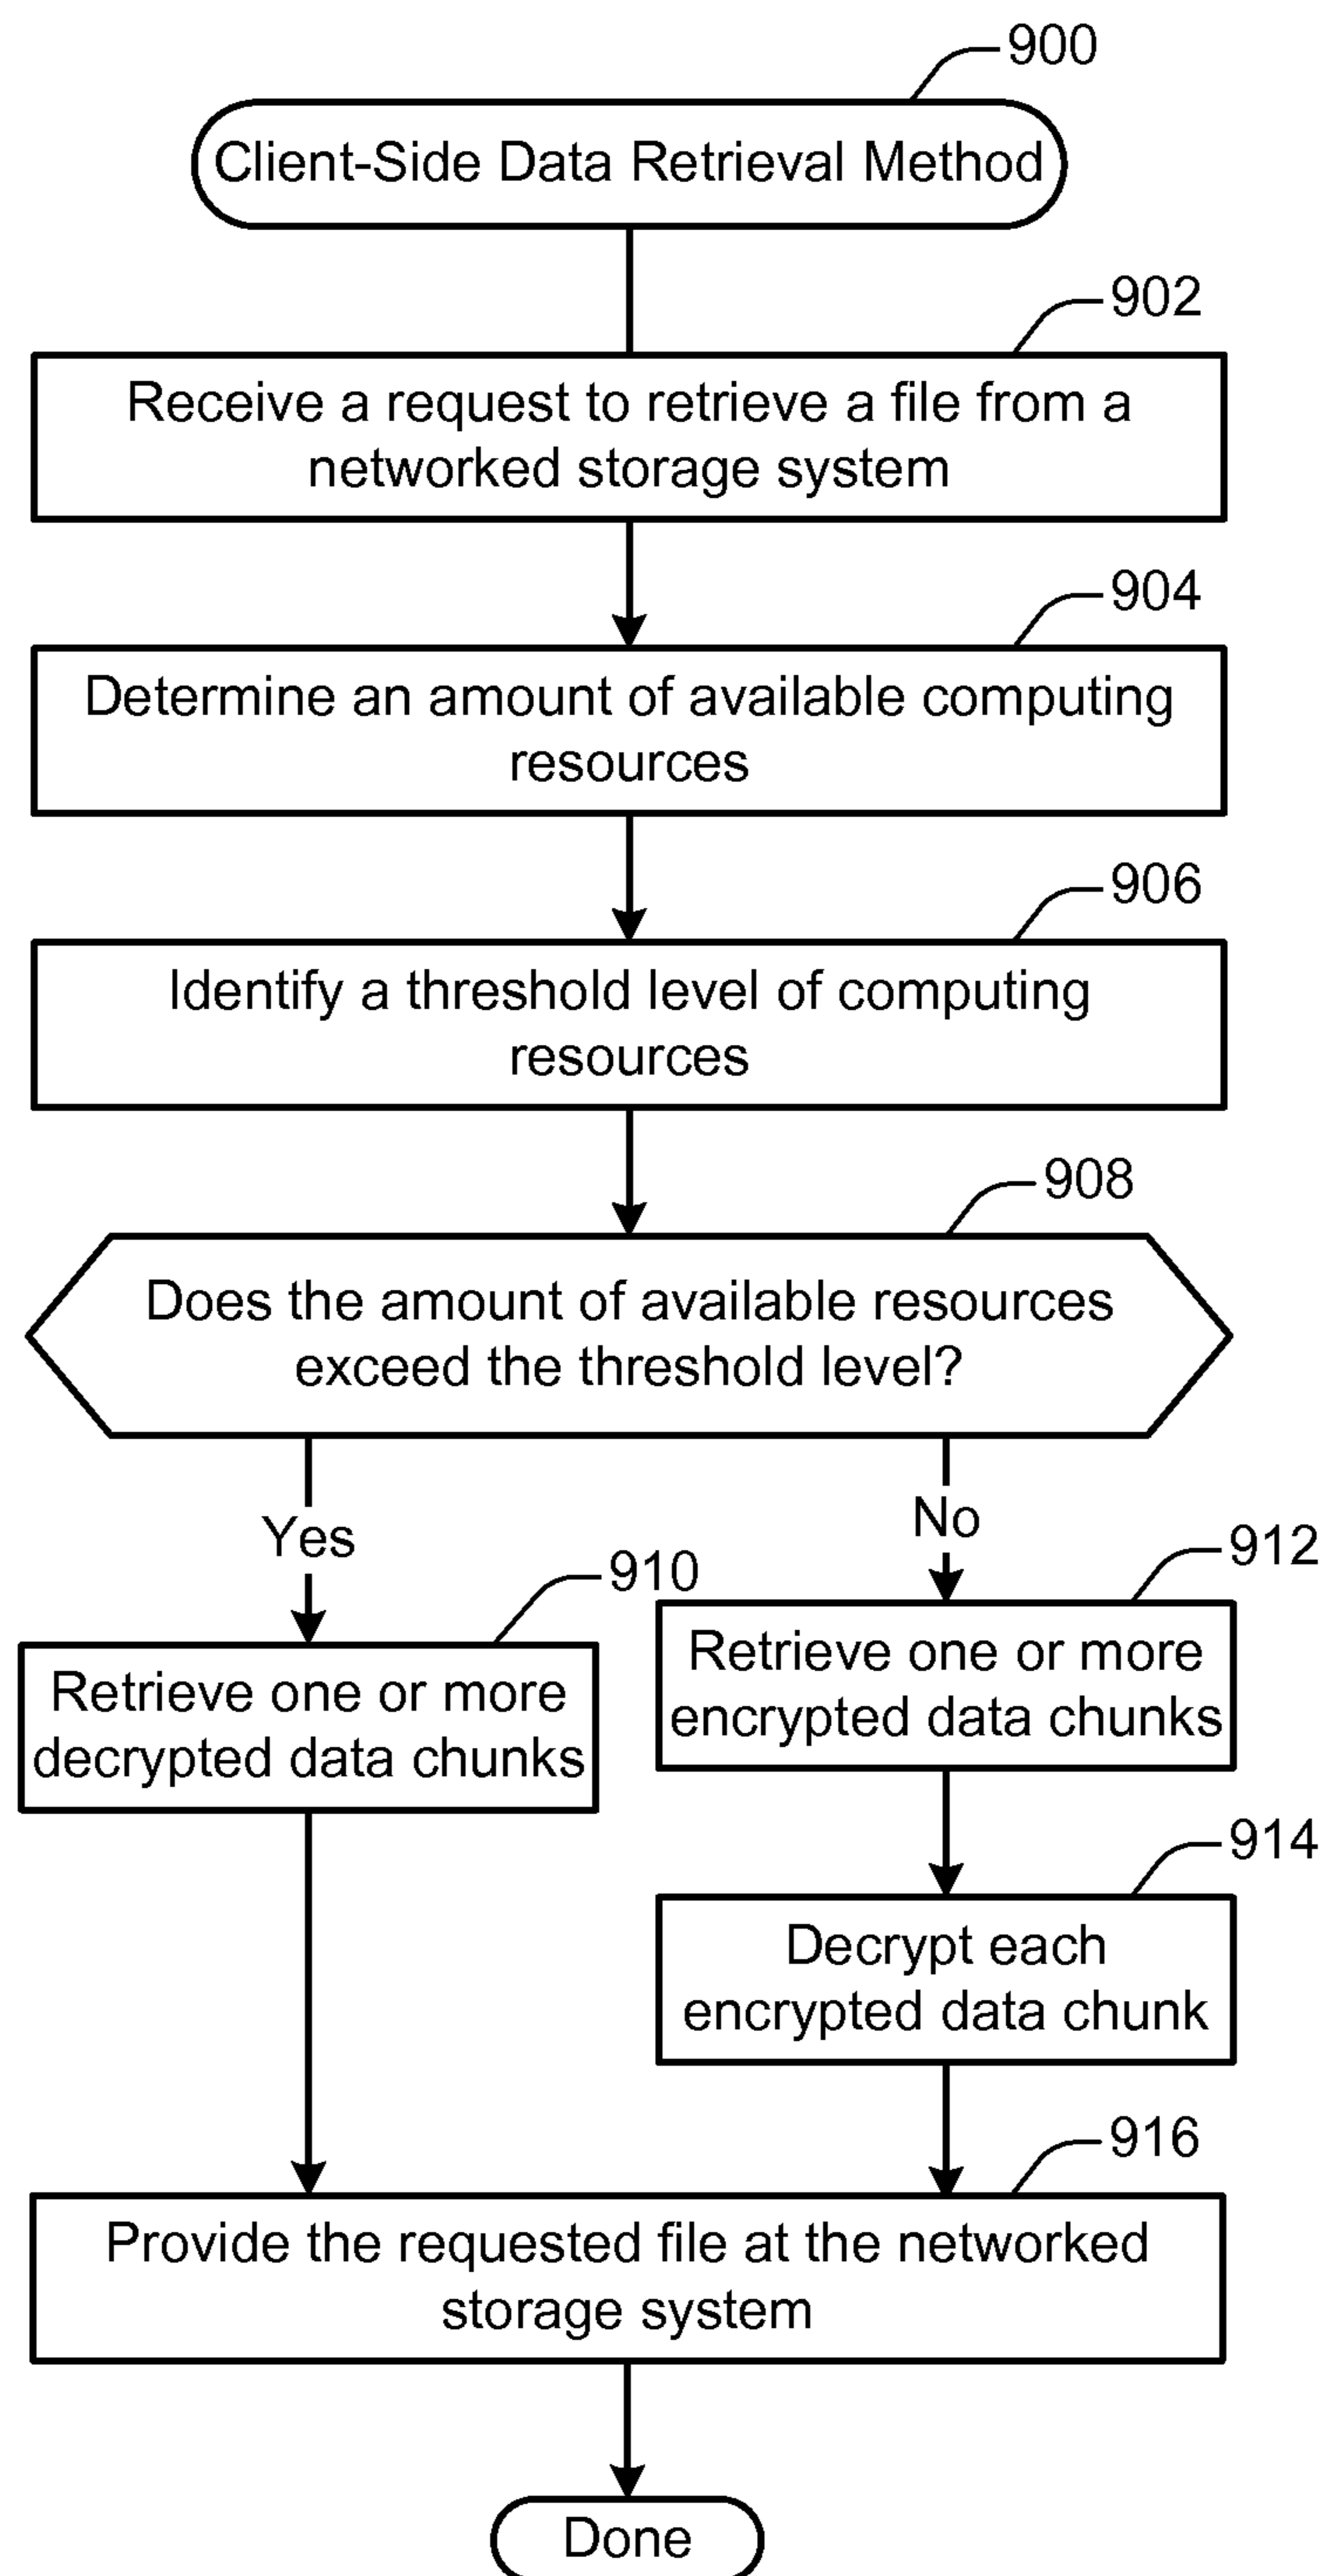 900
Client-Side Data Retrieval Method
902
Receive a request to retrieve a file from a
networked storage system
904
Determine an amount of available computing
resources
906
Identify a threshold level of computing
resources
908
Does the amount of available resources
exceed the threshold level?
Yes
No
910
Retrieve one or more
decrypted data chunks
912
Retrieve one or more
encrypted data chunks
914
Decrypt each
encrypted data chunk
916
Provide the requested file at the networked
storage system
Done